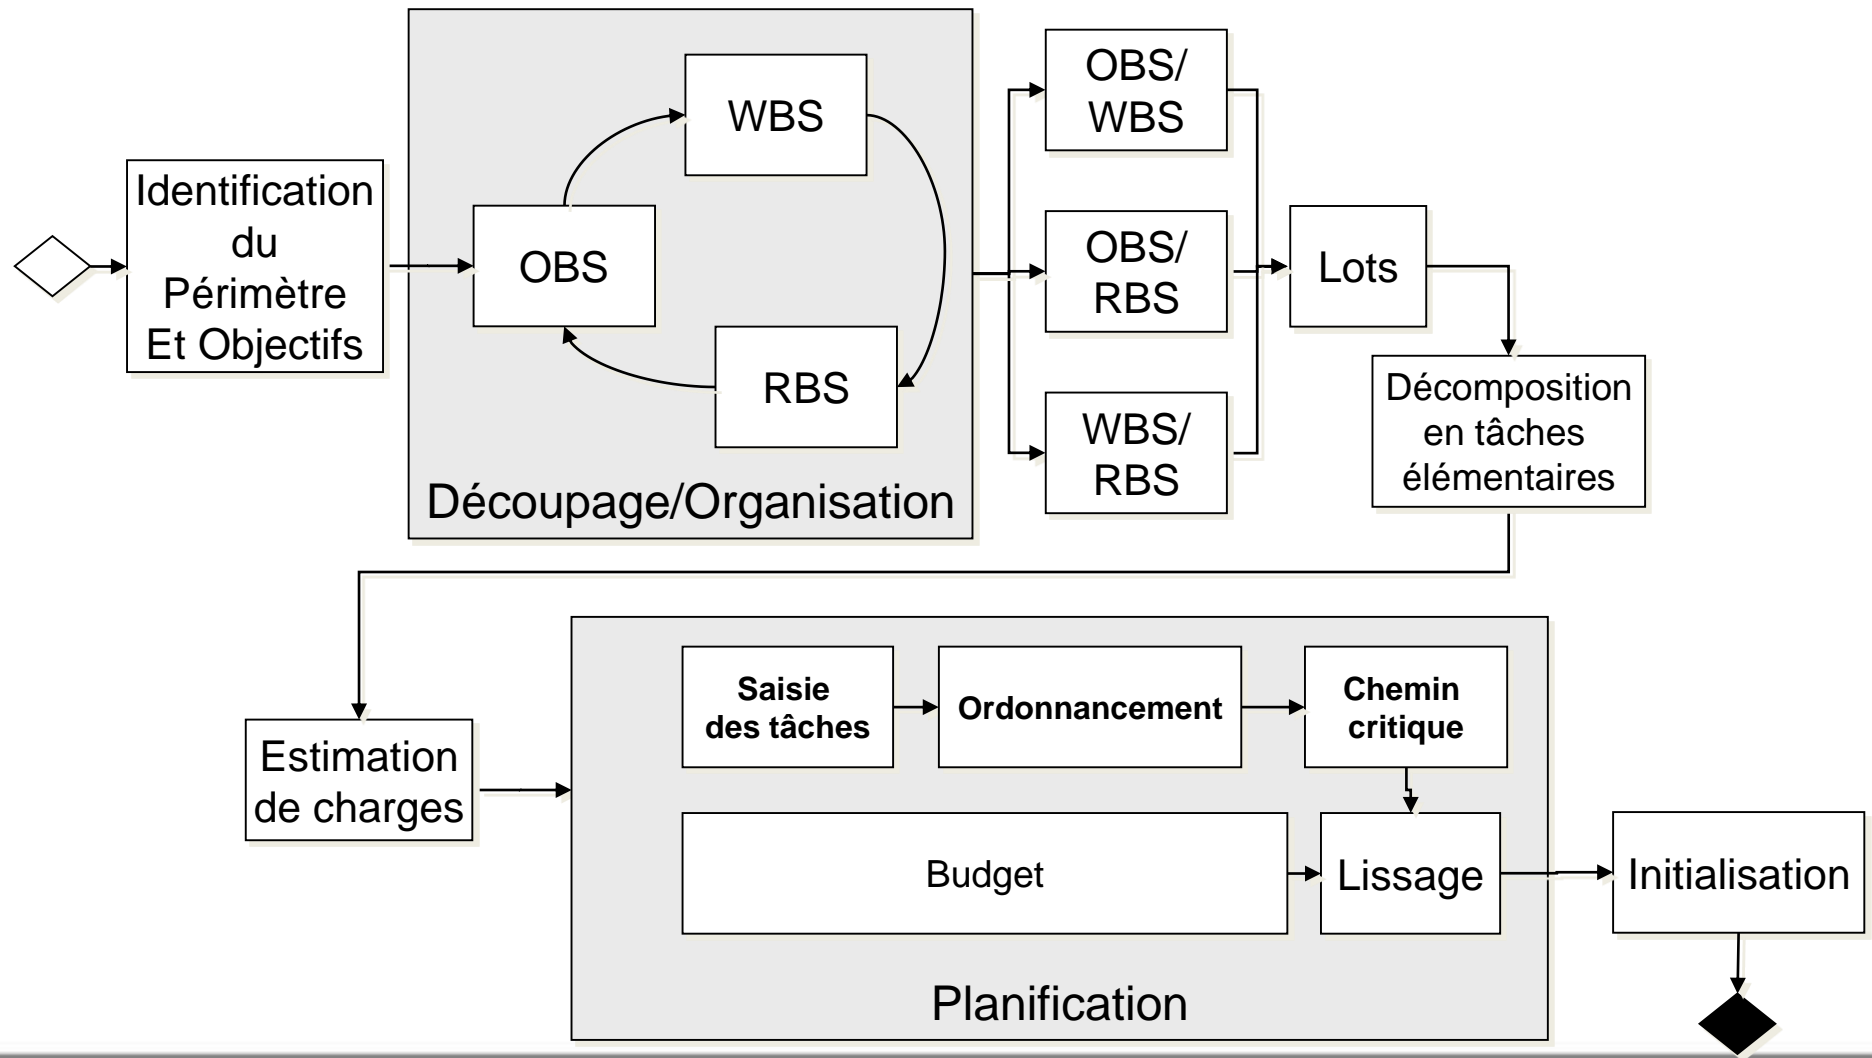 Identification
du
Périmètre
Et Objectifs
OBS
WBS
RBS
Découpage/Organisation
OBS/
WBS
OBS/
RBS
WBS/
RBS
Lots
Décomposition
en tâches
élémentaires
Estimation
de charges
Saisie
des tâches
Ordonnancement
Chemin
critique
Budget
Lissage
Planification
Initialisation